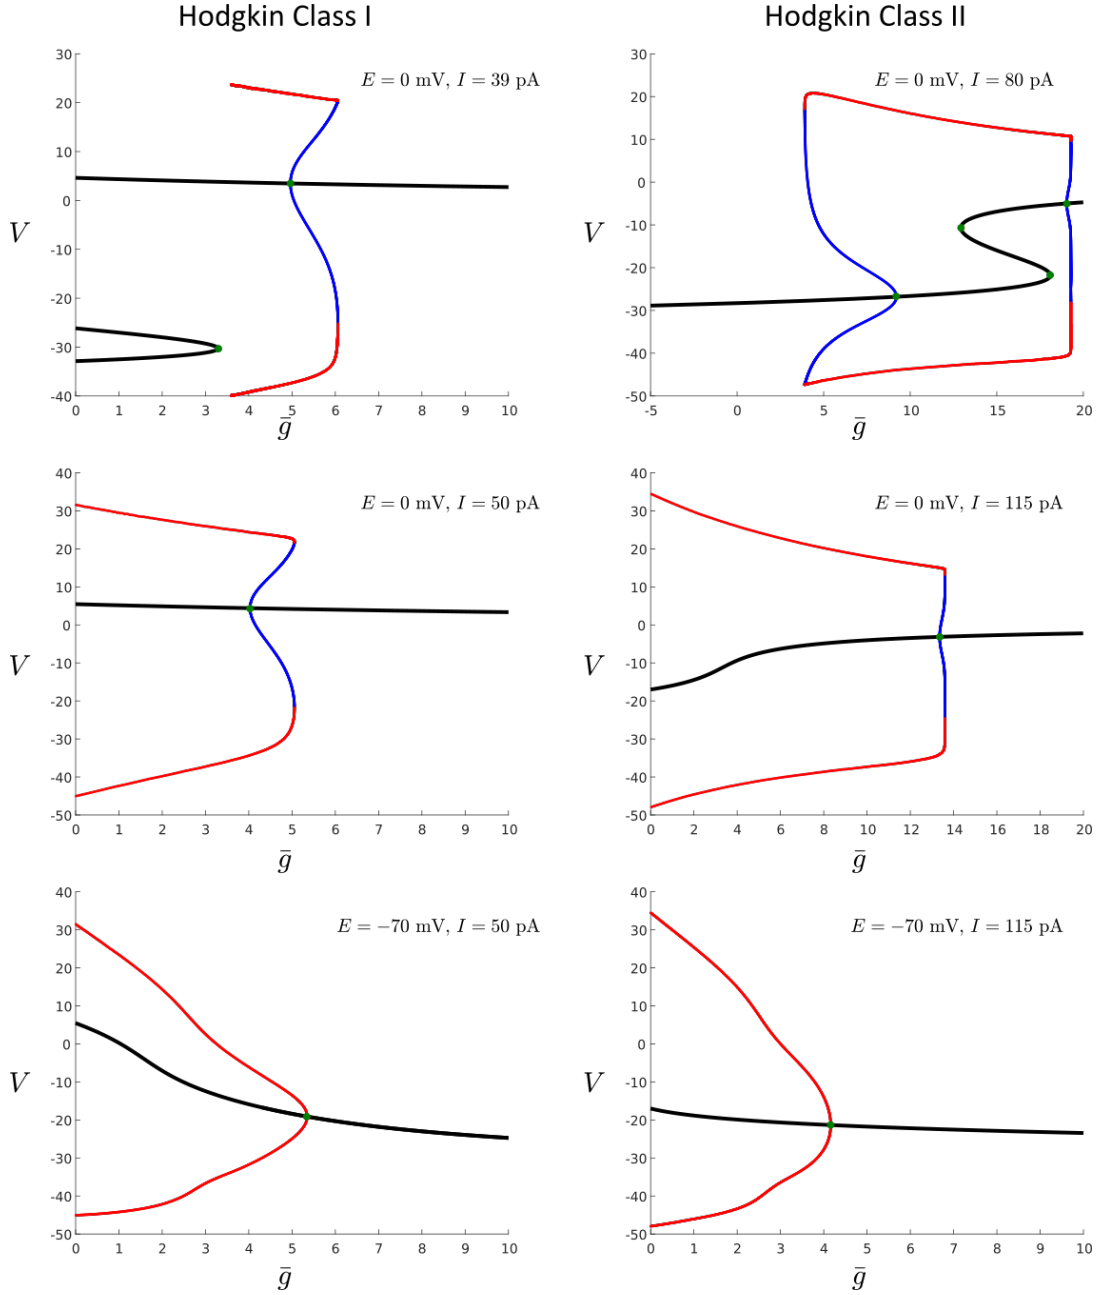 Hodgkin Class I
Hodgkin Class II
E = 0 mV, I = 39 pA
30
20
10
0
-10
-20
-30
-40
V
0 1 2 3 4 5 6 7 8 9 10
ḡ
E = 0 mV, I = 80 pA
30
20
10
0
-10
-20
-30
-40
-50
V
-5 0 5 10 15 20
ḡ
E = 0 mV, I = 50 pA
40
30
20
10
0
-10
-20
-30
-40
-50
V
0 1 2 3 4 5 6 7 8 9 10
ḡ
E = 0 mV, I = 115 pA
40
30
20
10
0
-10
-20
-30
-40
-50
V
0 2 4 6 8 10 12 14 16 18 20
ḡ
E = −70 mV, I = 50 pA
40
30
20
10
0
-10
-20
-30
-40
-50
V
0 1 2 3 4 5 6 7 8 9 10
ḡ
E = −70 mV, I = 115 pA
40
30
20
10
0
-10
-20
-30
-40
-50
V
0 1 2 3 4 5 6 7 8 9 10
ḡ